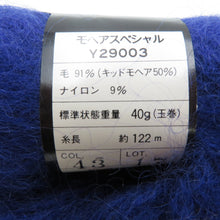 モヘアスペシャル
Y29003
毛 91%(キッドモヘア50%)
ナイロン 9%
標準状態重量 40g(玉巻)
糸長 約122m
COL. LOT.
43